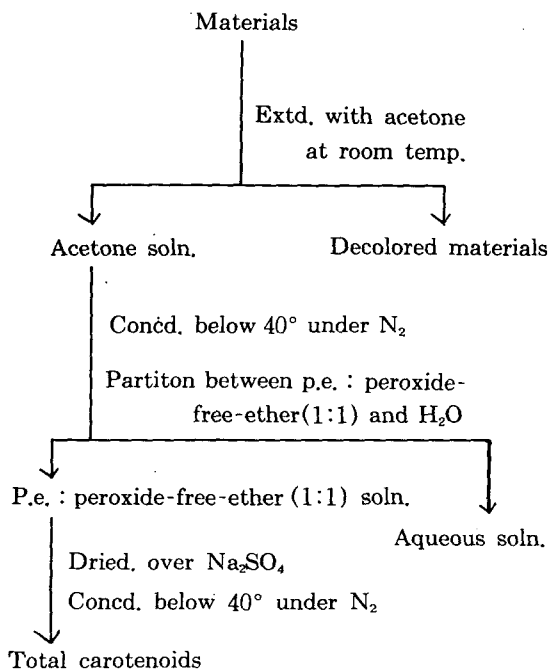 Materials
Extd. with acetone
at room temp.
Acetone soln.
Decolored materials
Concd. below 40° under N₂
Partiton between p.e. : peroxide-
free-ether(1:1) and H₂O
P.e. : peroxide-free-ether (1:1) soln.
Aqueous soln.
Dried. over Na₂SO₄
Concd. below 40° under N₂
Total carotenoids